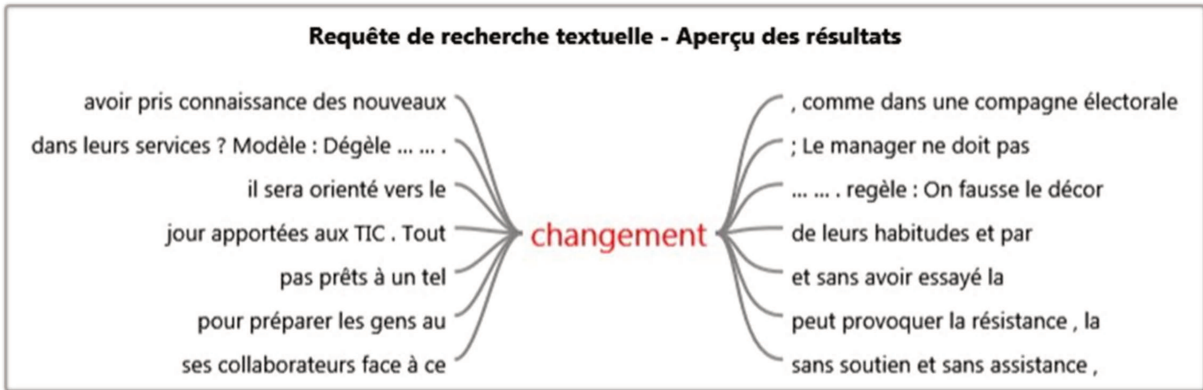 Requête de recherche textuelle - Aperçu des résultats
avoir pris connaissance des nouveaux
dans leurs services ? Modèle : Dégèle ... ... .
il sera orienté vers le
jour apportées aux TIC . Tout
pas prêts à un tel
pour préparer les gens au
ses collaborateurs face à ce
changement
, comme dans une compagne électorale
; Le manager ne doit pas
... ... . regèle : On fausse le décor
de leurs habitudes et par
et sans avoir essayé la
peut provoquer la résistance , la
sans soutien et sans assistance ,